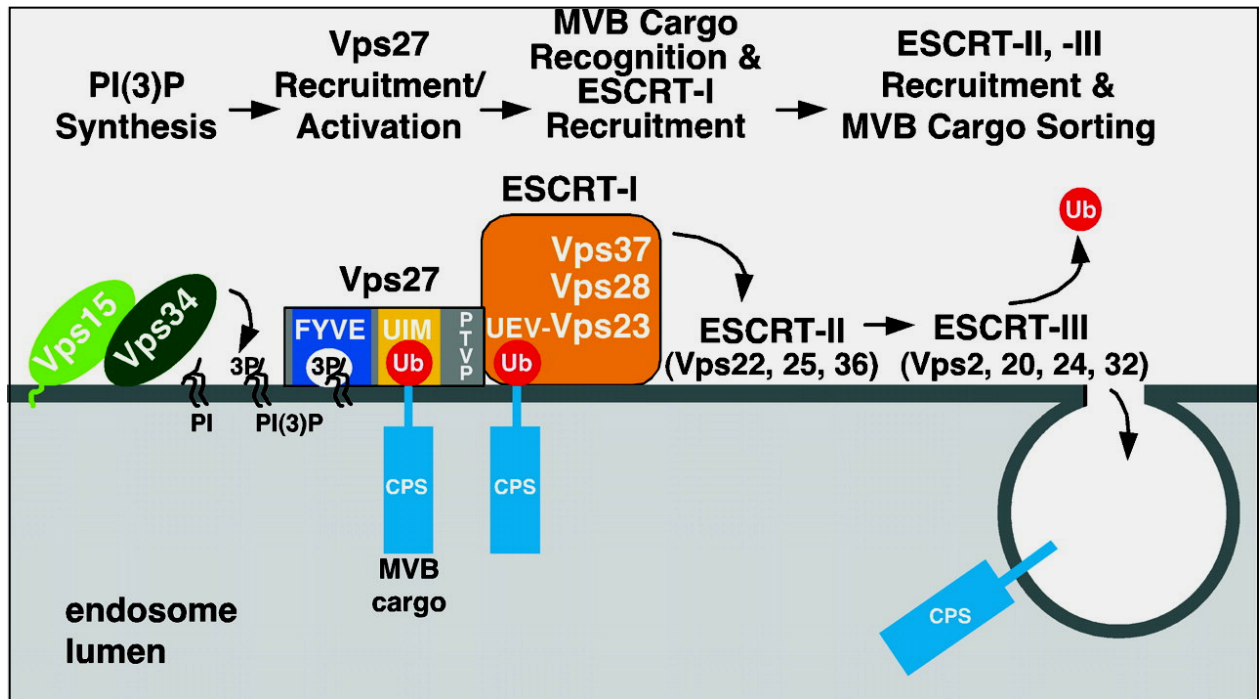 PI(3)P
Synthesis
Vps27
Recruitment/
Activation
MVB Cargo
Recognition &
ESCRT-I
Recruitment
ESCRT-II, -III
Recruitment &
MVB Cargo Sorting
Vps15
Vps34
PI
3P
PI(3)P
Vps27
FYVE
3P
UIM
Ub
PTVP
ESCRT-I
Vps37
Vps28
UEV-Vps23
Ub
CPS
MVB
cargo
CPS
ESCRT-II
(Vps22, 25, 36)
ESCRT-III
(Vps2, 20, 24, 32)
Ub
CPS
endosome
lumen